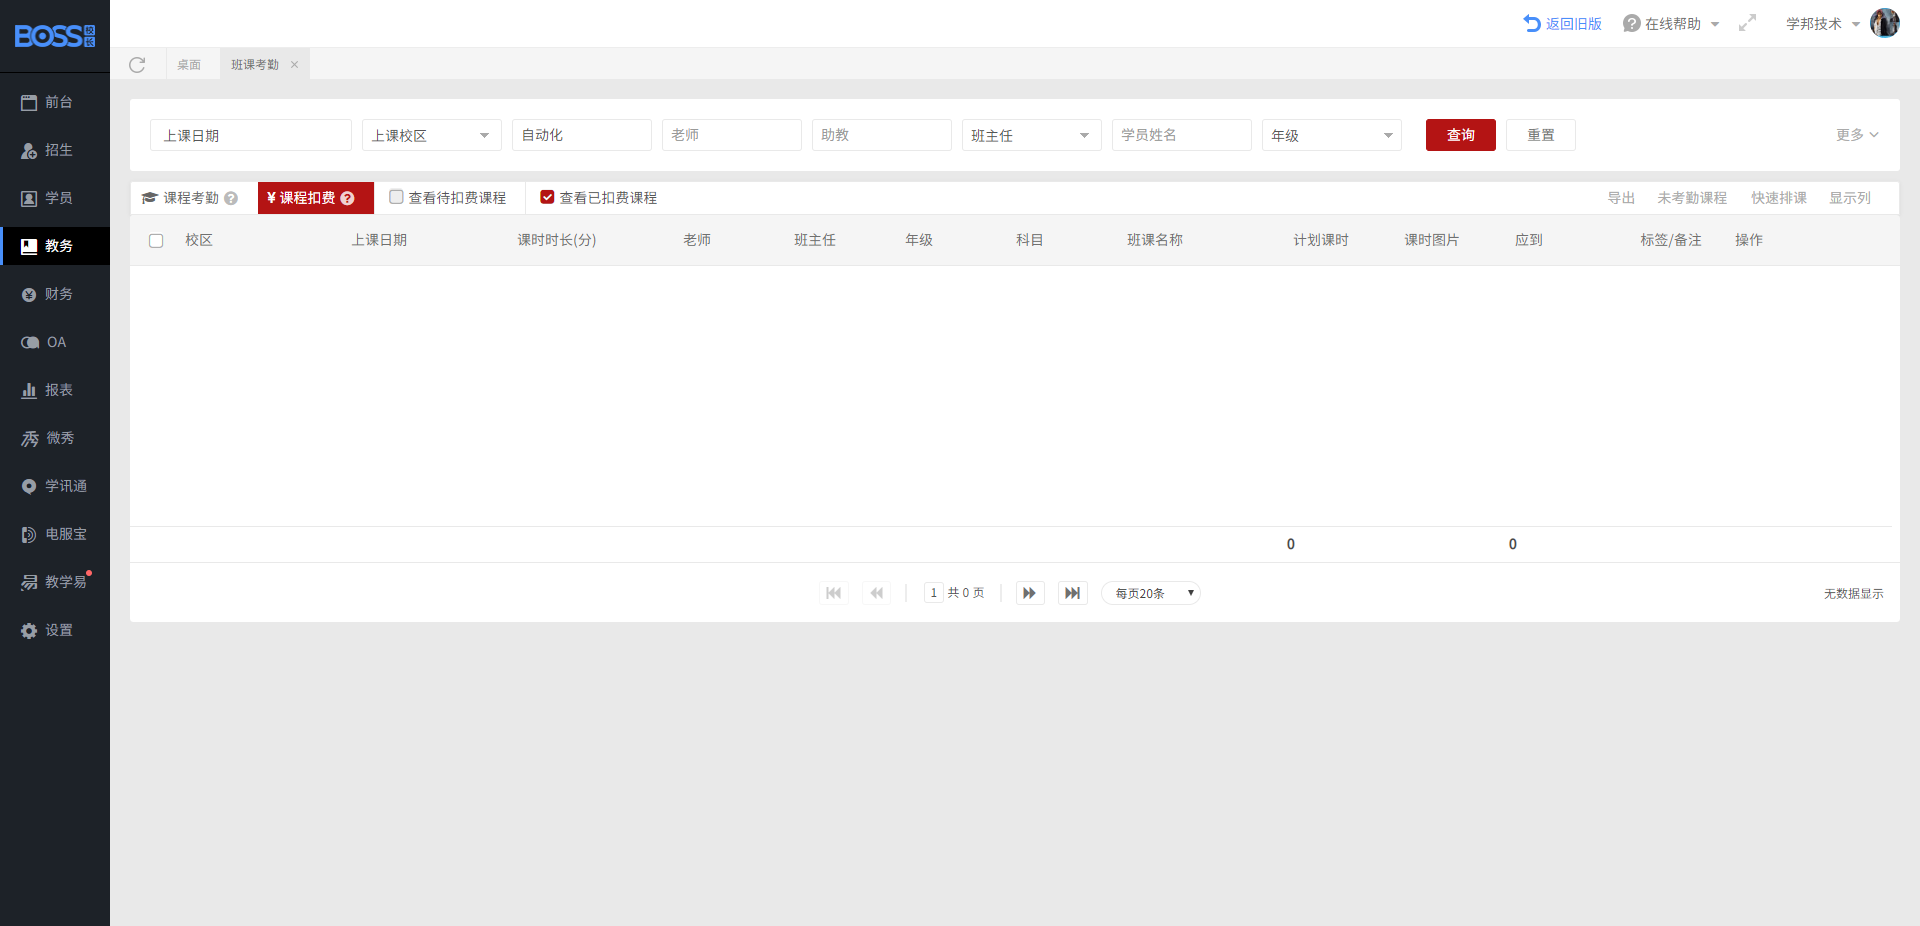 BOSS校长
返回旧版 在线帮助 学邦技术
桌面 班课考勤
前台
招生
学员
教务
财务
OA
报表
微秀
学讯通
电服宝
教学易
设置
上课日期 上课校区 自动化 老师 助教 班主任 学员姓名 年级 查询 重置 更多
课程考勤 ? ¥ 课程扣费 ? 查看待扣费课程 查看已扣费课程 导出 未考勤课程 快速排课 显示列
校区 上课日期 课时时长(分) 老师 班主任 年级 科目 班课名称 计划课时 课时图片 应到 标签/备注 操作
0 0
1 共 0 页 每页20条 无数据显示